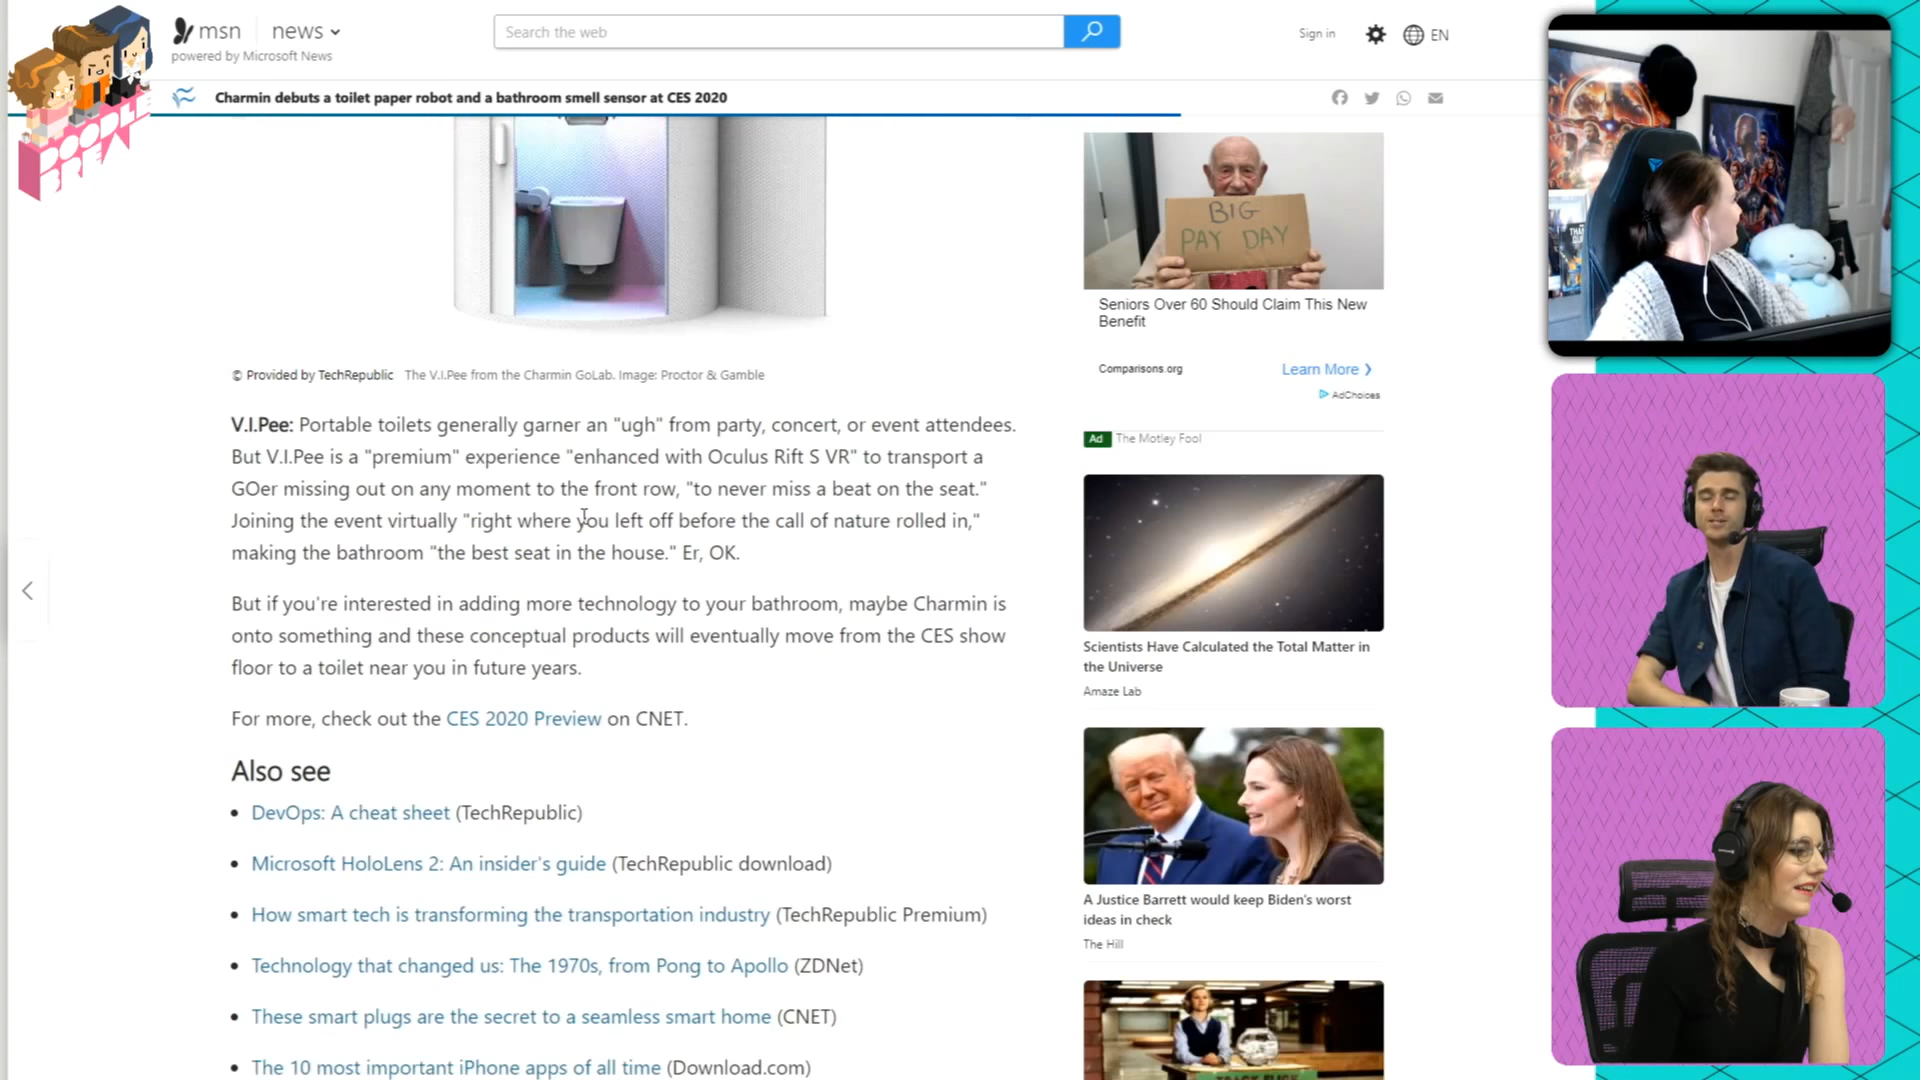 msn
news
powered by Microsoft News
Search the web
Sign in
EN
Charmin debuts a toilet paper robot and a bathroom smell sensor at CES 2020
DOODLE
BREW
© Provided by TechRepublic The V.I.Pee from the Charmin GoLab. Image: Proctor & Gamble
V.I.Pee: Portable toilets generally garner an "ugh" from party, concert, or event attendees.
But V.I.Pee is a "premium" experience "enhanced with Oculus Rift S VR" to transport a
GOer missing out on any moment to the front row, "to never miss a beat on the seat."
Joining the event virtually "right where you left off before the call of nature rolled in,"
making the bathroom "the best seat in the house." Er, OK.
But if you're interested in adding more technology to your bathroom, maybe Charmin is
onto something and these conceptual products will eventually move from the CES show
floor to a toilet near you in future years.
For more, check out the CES 2020 Preview on CNET.
Also see
DevOps: A cheat sheet (TechRepublic)
Microsoft HoloLens 2: An insider's guide (TechRepublic download)
How smart tech is transforming the transportation industry (TechRepublic Premium)
Technology that changed us: The 1970s, from Pong to Apollo (ZDNet)
These smart plugs are the secret to a seamless smart home (CNET)
The 10 most important iPhone apps of all time (Download.com)
BIG
PAY DAY
Seniors Over 60 Should Claim This New
Benefit
Comparisons.org
Learn More
AdChoices
Ad The Motley Fool
Scientists Have Calculated the Total Matter in
the Universe
Amaze Lab
A Justice Barrett would keep Biden's worst
ideas in check
The Hill